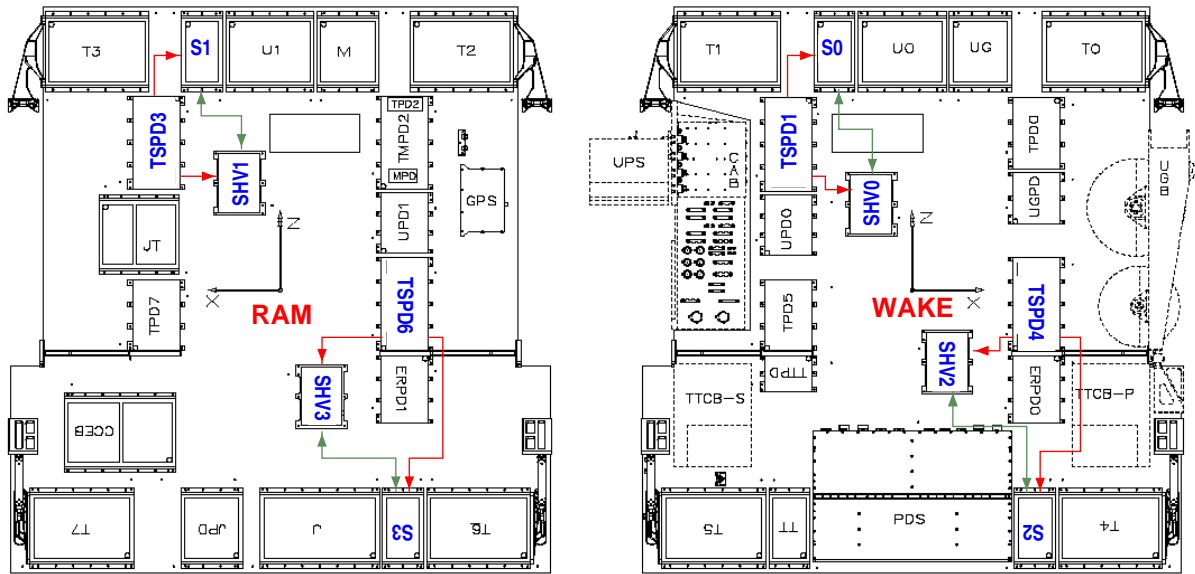 T3
S1
U1
M
T2
TSPD3
SHV1
TPD2
TMPD2
MPD
UPD1
GPS
JT
TPD7
Z
X
RAM
TSPD6
SHV3
ERPD1
CCEB
T7
JPD
J
S3
T6
T1
S0
U0
UG
T0
UPS
CAB
TSPD1
SHV0
UPD0
TPD0
UGPD
UGB
Z
X
WAKE
TPD5
TSPD4
SHV2
TTPD
ERPD0
TTCB-S
TTCB-P
T5
TT
PDS
S2
T4